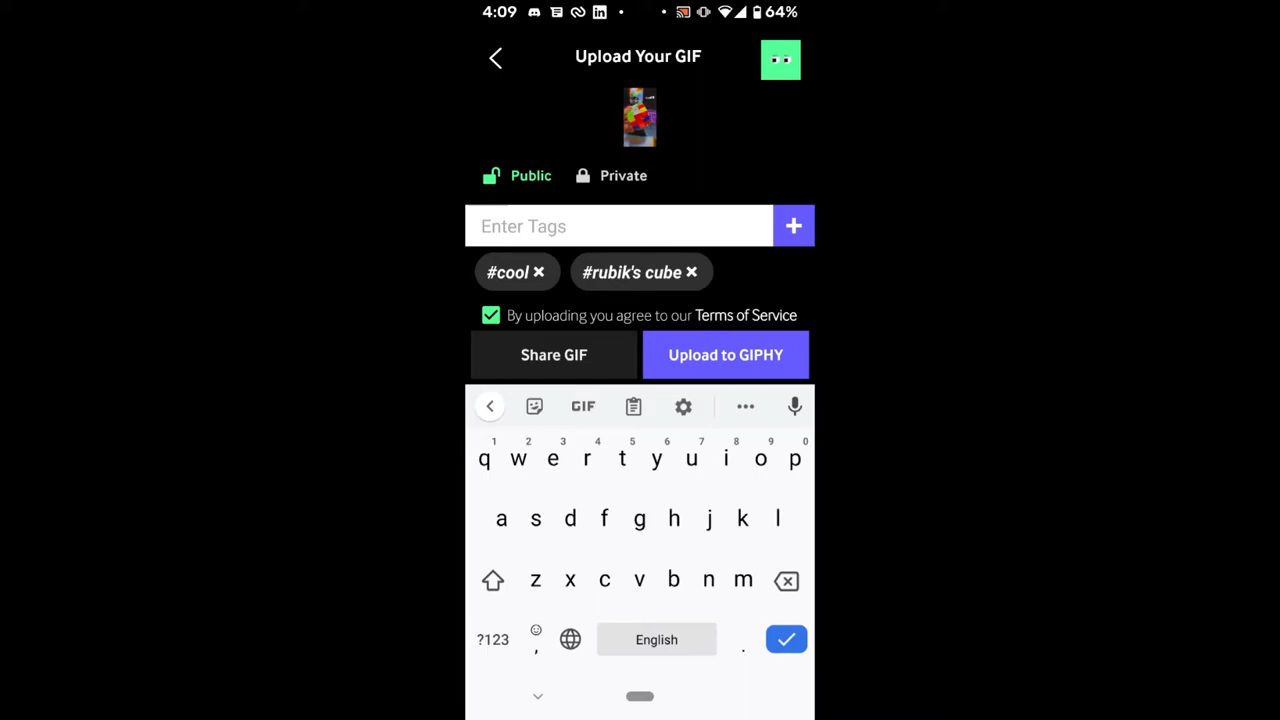 4:09 64%
Upload Your GIF
Public Private
Enter Tags +
#cool × #rubik's cube ×
By uploading you agree to our Terms of Service
Share GIF Upload to GIPHY
GIF
1 2 3 4 5 6 7 8 9 0
q w e r t y u i o p
a s d f g h j k l
z x c v b n m
?123 , English .